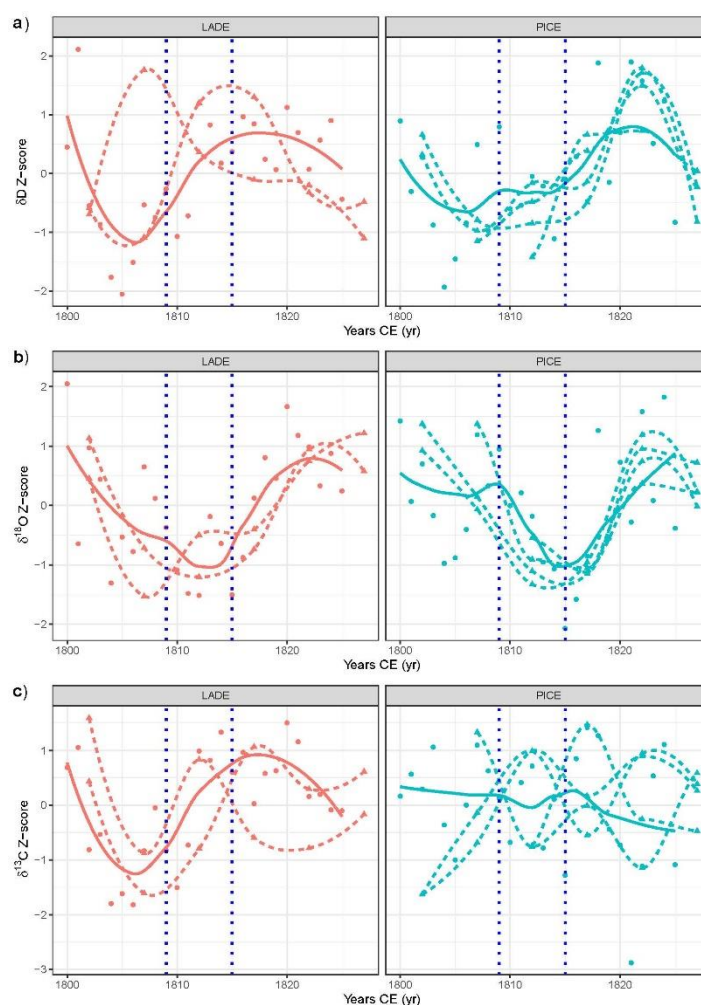 a)
LADE
PICE
δD Z−score
2
1
0
−1
−2
1800
1810
1820
1800
1810
1820
Years CE (yr)
b)
LADE
PICE
δ18O Z−score
2
1
0
−1
−2
1800
1810
1820
1800
1810
1820
Years CE (yr)
c)
LADE
PICE
δ13C Z−score
1
0
−1
−2
−3
1800
1810
1820
1800
1810
1820
Years CE (yr)